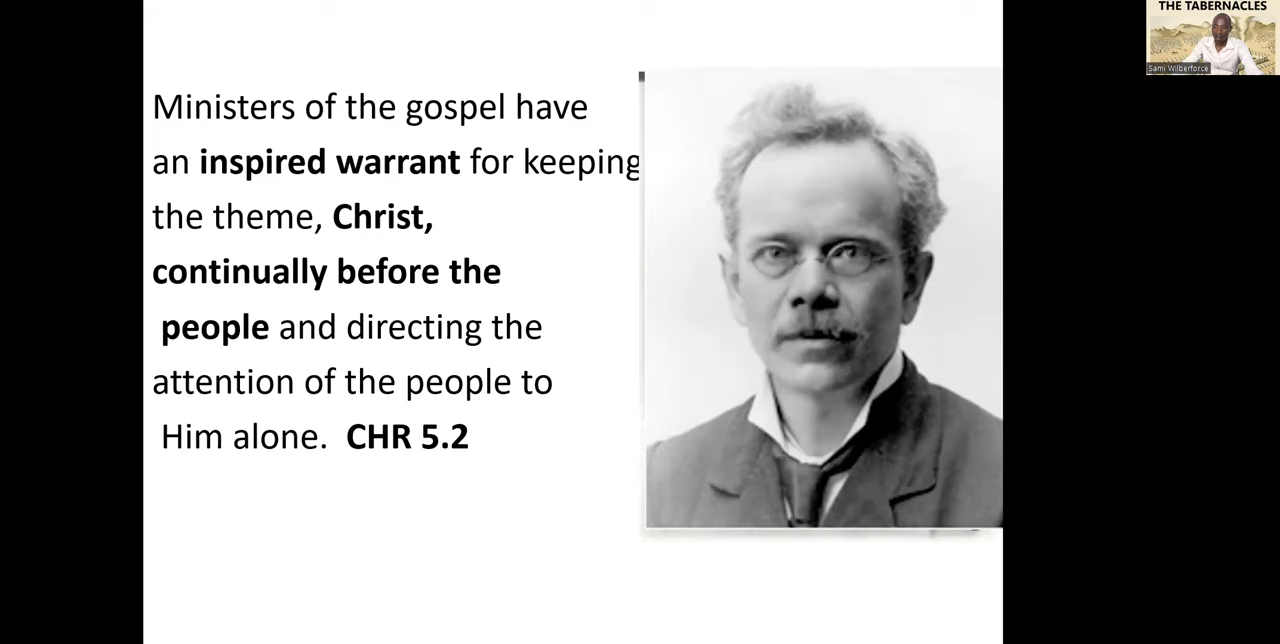 Ministers of the gospel have
an inspired warrant for keeping
the theme, Christ,
continually before the
people and directing the
attention of the people to
Him alone. CHR 5.2
THE TABERNACLES
Sami Wilberforce